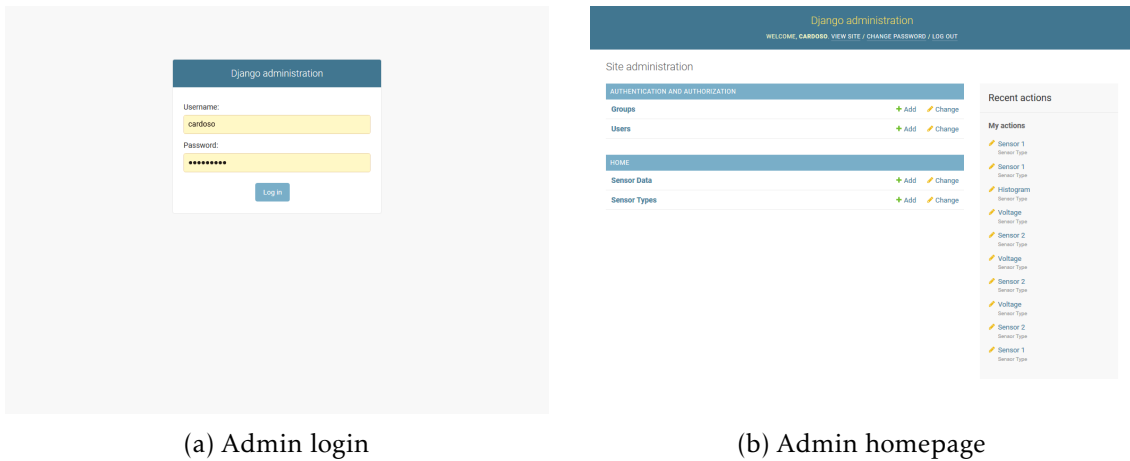 Django administration
Username:
cardoso
Password:
•••••••••
Log in
(a) Admin login
Django administration
WELCOME, CARDOSO. VIEW SITE / CHANGE PASSWORD / LOG OUT
Site administration
AUTHENTICATION AND AUTHORIZATION
Groups + Add Change
Users + Add Change
HOME
Sensor Data + Add Change
Sensor Types + Add Change
Recent actions
My actions
Sensor 1
Sensor Type
Sensor 1
Sensor Type
Histogram
Sensor Type
Voltage
Sensor Type
Sensor 2
Sensor Type
Voltage
Sensor Type
Sensor 2
Sensor Type
Voltage
Sensor Type
Sensor 2
Sensor Type
Sensor 1
Sensor Type
(b) Admin homepage